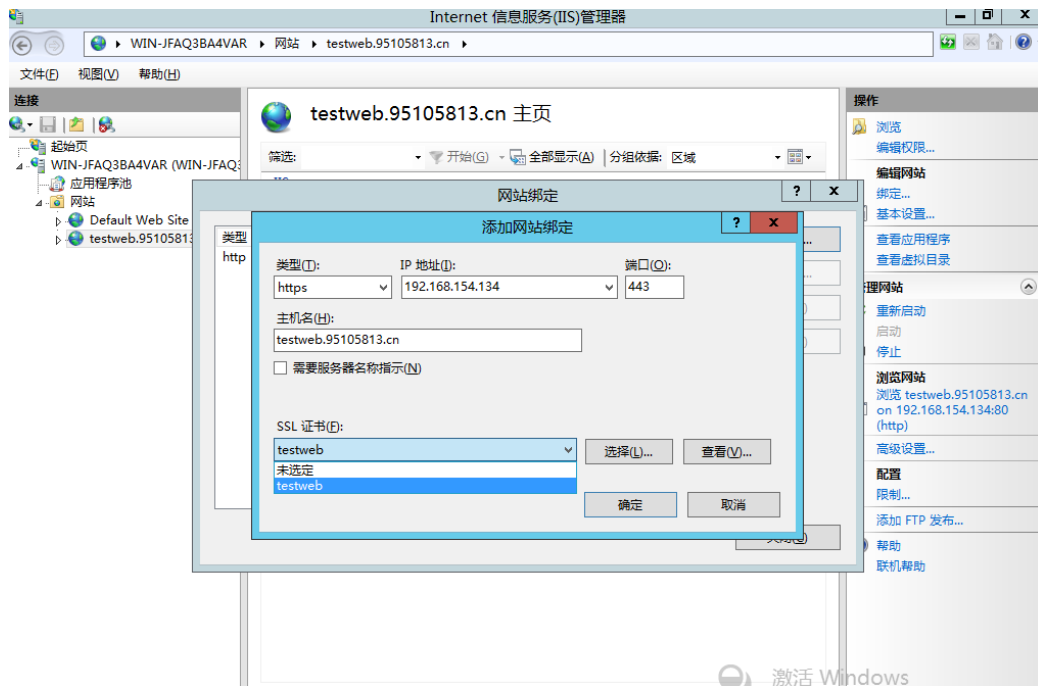 Internet 信息服务(IIS)管理器
WIN-JFAQ3BA4VAR 网站 testweb.95105813.cn
文件(F) 视图(V) 帮助(H)
连接
起始页
WIN-JFAQ3BA4VAR (WIN-JFAQ3
应用程序池
网站
Default Web Site
testweb.9510581
testweb.95105813.cn 主页
筛选: 开始(G) 全部显示(A) 分组依据: 区域
网站绑定
? x
类型
http
添加网站绑定
? x
类型(T): IP 地址(I): 端口(O):
https 192.168.154.134 443
主机名(H):
testweb.95105813.cn
需要服务器名称指示(N)
SSL 证书(F):
testweb 选择(L)... 查看(V)...
未选定
testweb
确定 取消
操作
浏览
编辑权限...
编辑网站
绑定...
基本设置...
查看应用程序
查看虚拟目录
理网站
重新启动
启动
停止
浏览网站
浏览 testweb.95105813.cn
on 192.168.154.134:80
(http)
高级设置...
配置
限制...
添加 FTP 发布...
帮助
联机帮助
激活 Windows